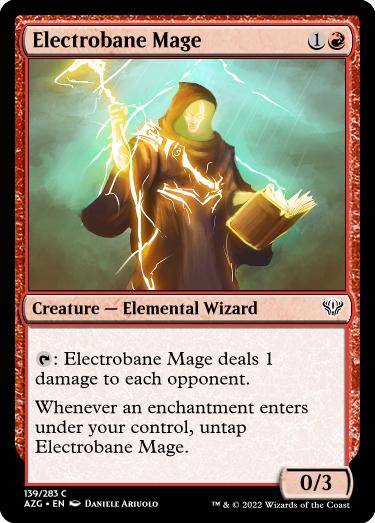 Electrobane Mage 1
Creature — Elemental Wizard
: Electrobane Mage deals 1
damage to each opponent.
Whenever an enchantment enters
under your control, untap
Electrobane Mage.
0/3
139/283 C
AZG • EN Daniele Ariuolo
™ & © 2022 Wizards of the Coast